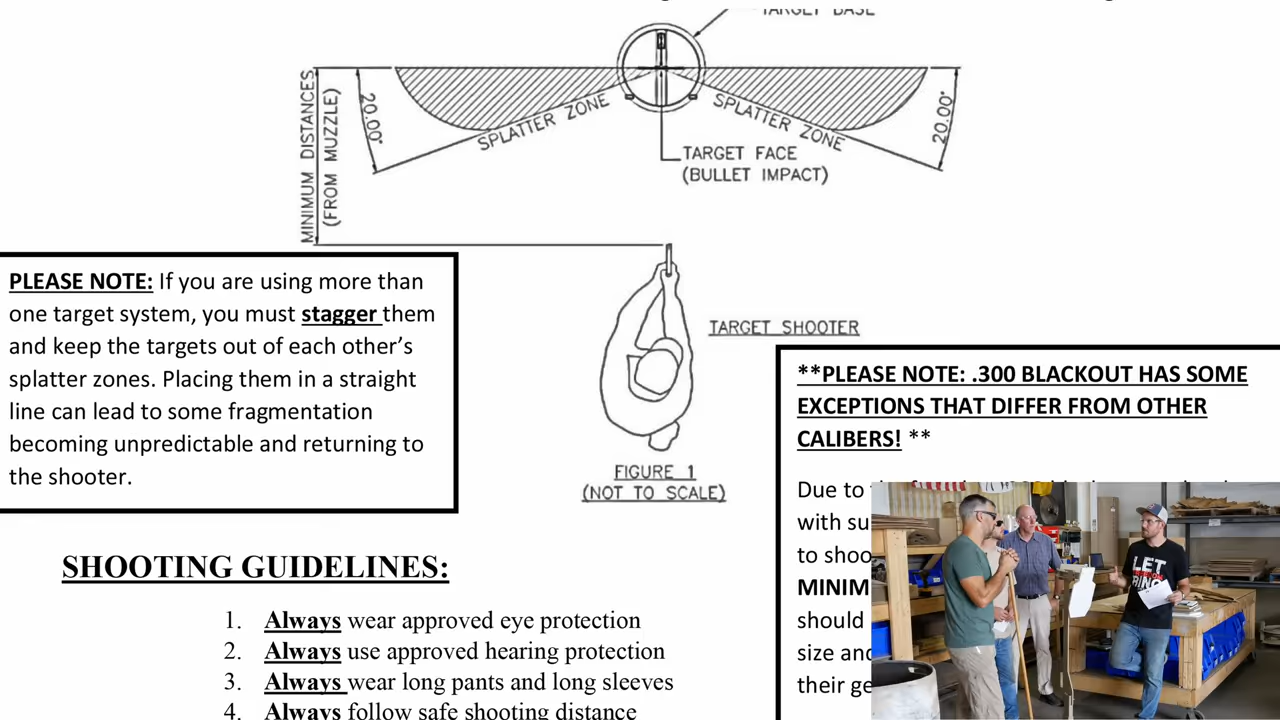 TARGET BASE
MINIMUM DISTANCES
(FROM MUZZLE)
20.00°
SPLATTER ZONE
SPLATTER ZONE
20.00°
TARGET FACE
(BULLET IMPACT)
PLEASE NOTE: If you are using more than
one target system, you must stagger them
and keep the targets out of each other’s
splatter zones. Placing them in a straight
line can lead to some fragmentation
becoming unpredictable and returning to
the shooter.
TARGET SHOOTER
FIGURE 1
(NOT TO SCALE)
**PLEASE NOTE: .300 BLACKOUT HAS SOME
EXCEPTIONS THAT DIFFER FROM OTHER
CALIBERS! **
Due to
with su
to shoo
MINIM
should
size and
their ge
LET
RING
SHOOTING GUIDELINES:
1. Always wear approved eye protection
2. Always use approved hearing protection
3. Always wear long pants and long sleeves
4. Always follow safe shooting distance